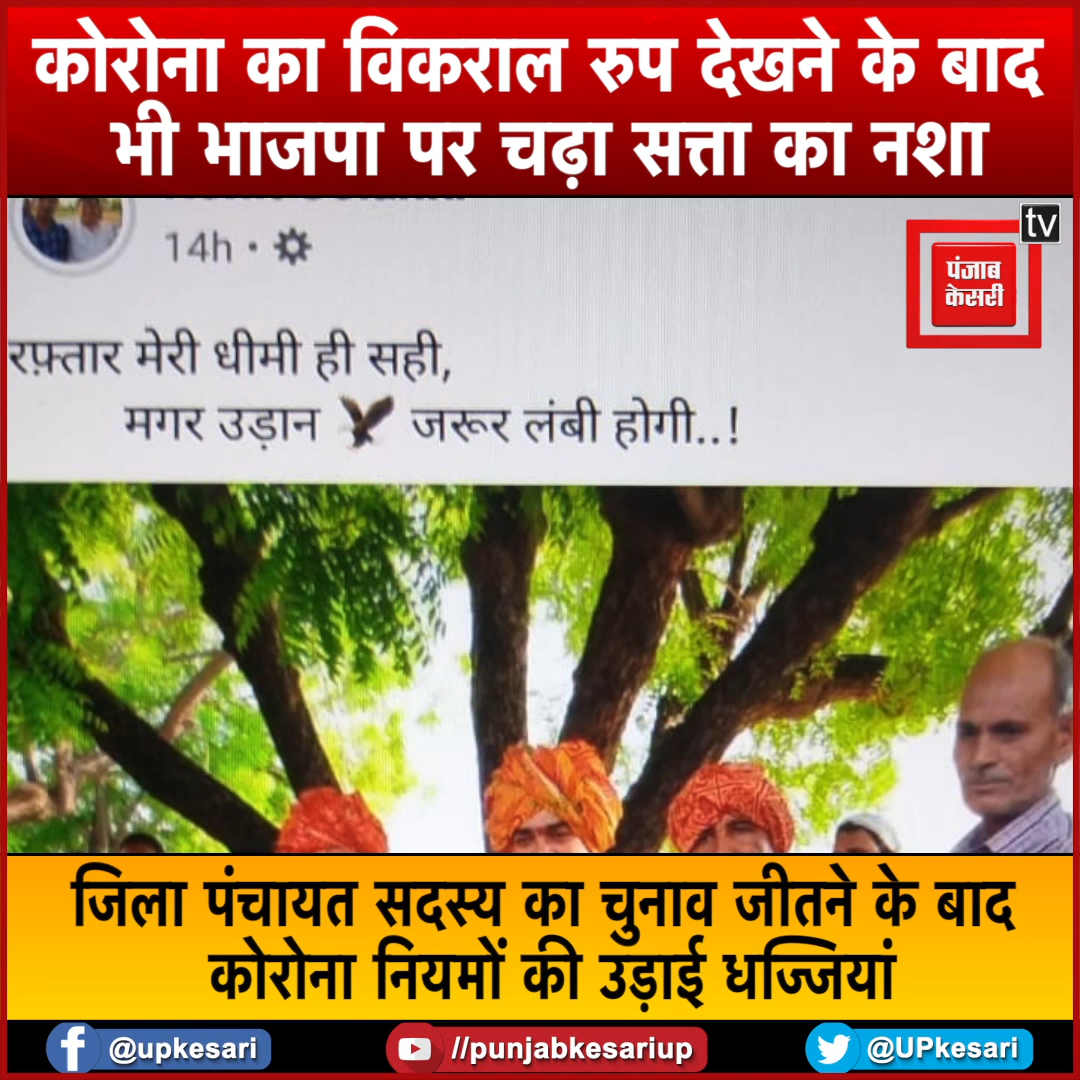 कोरोना का विकराल रुप देखने के बाद
भी भाजपा पर चढ़ा सत्ता का नशा
tv
पंजाब
केसरी
14h
रफ़्तार मेरी धीमी ही सही,
मगर उड़ान जरूर लंबी होगी..!
जिला पंचायत सदस्य का चुनाव जीतने के बाद
कोरोना नियमों की उड़ाई धज्जियां
@upkesari
//punjabkesariup
@UPkesari